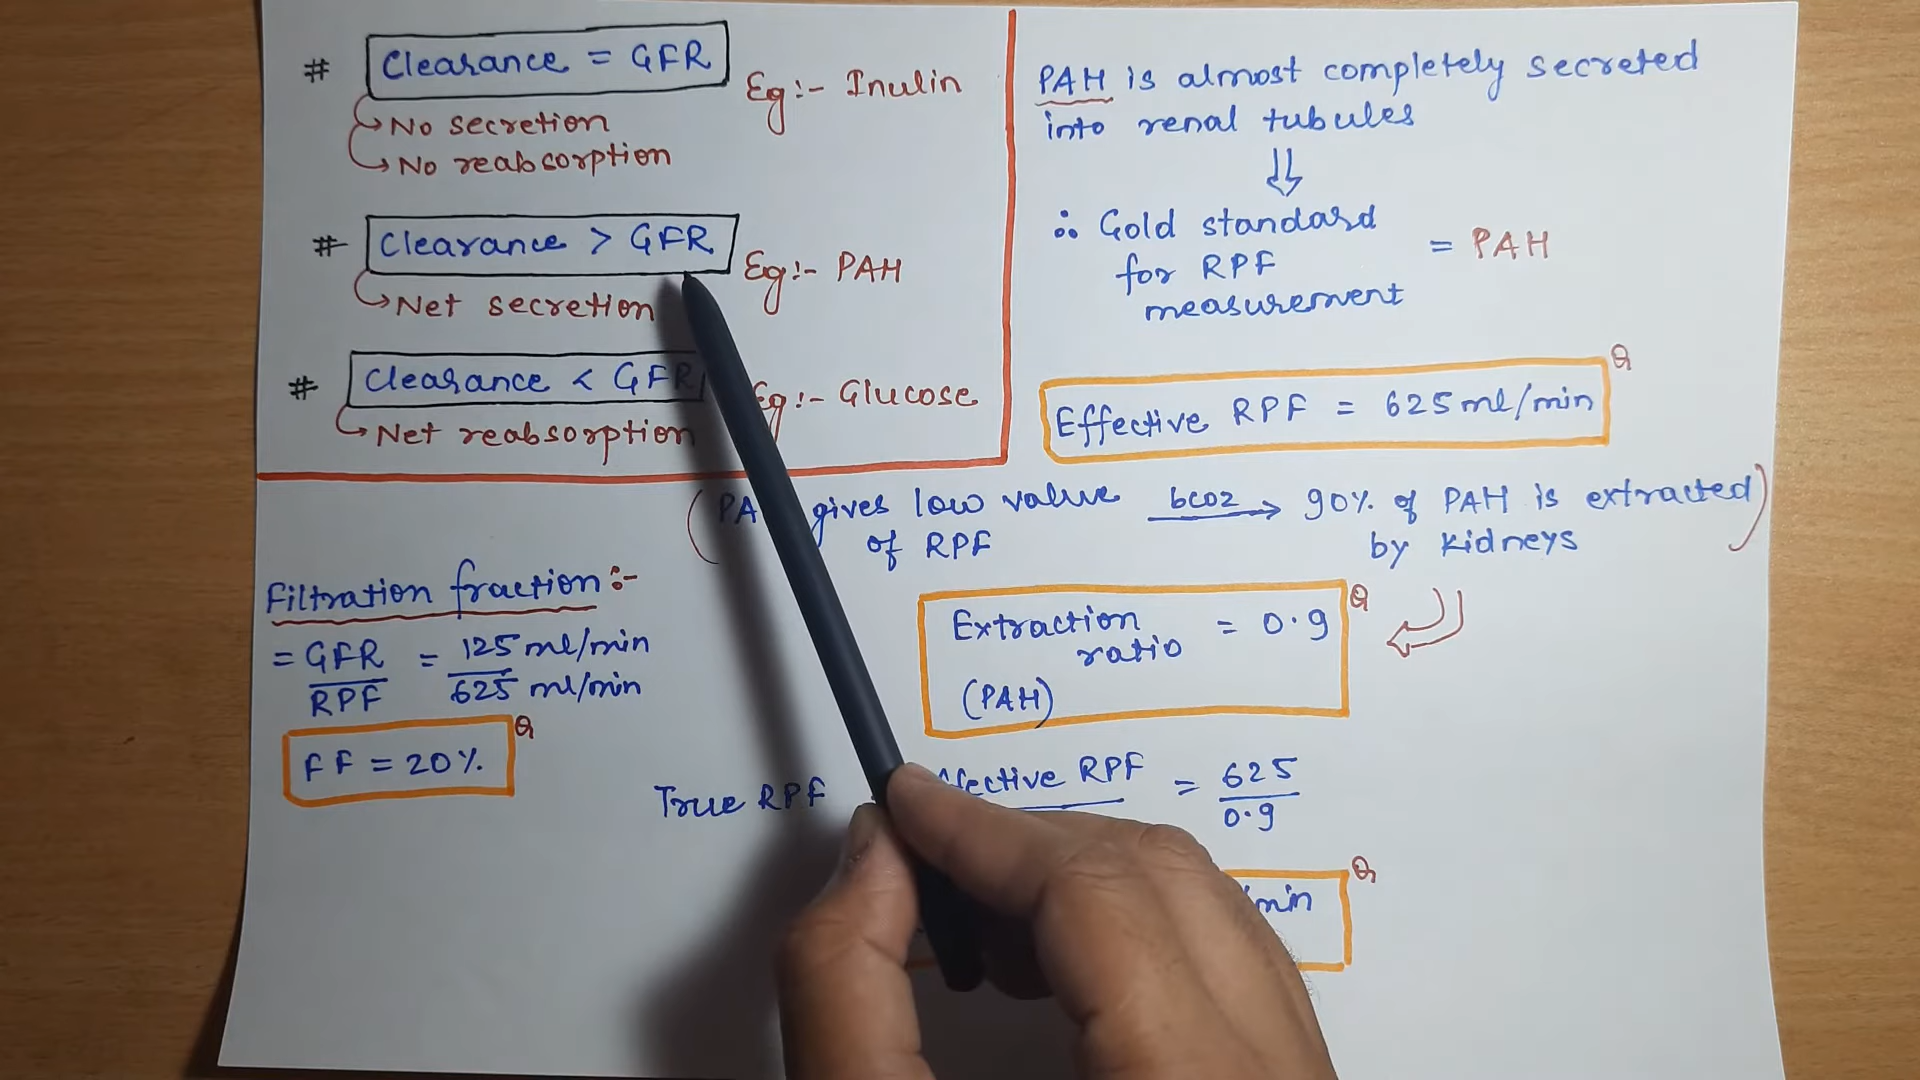 # Clearance = GFR
No secretion
No reabsorption
Eg:- Inulin
# Clearance > GFR
Net secretion
Eg:- PAH
# Clearance < GFR
Net reabsorption
Eg:- Glucose
PAH is almost completely secreted
into renal tubules
⇓
∴ Gold standard
for RPF
measurement
= PAH
Effective RPF = 625 ml/min
Q
(PA gives low value
of RPF
bcoz →
90% of PAH is extracted
by kidneys)
Extraction
ratio
(PAH)
= 0.9
Q
Filtration fraction:-
= GFR/RPF = 125 ml/min / 625 ml/min
FF = 20%.
Q
True RPF
RPF = 625/0.9
min
Q